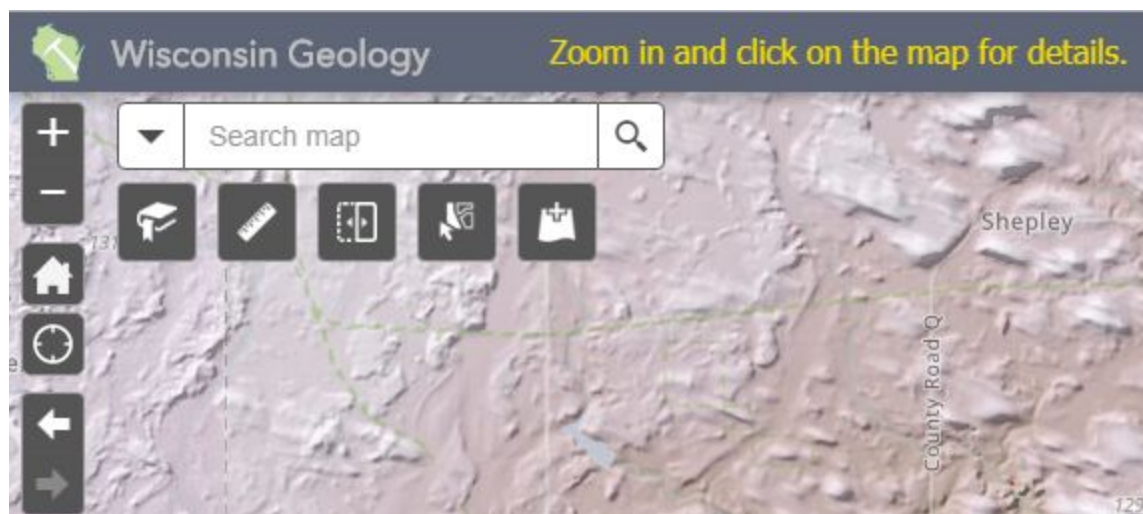 Wisconsin Geology
Zoom in and click on the map for details.
Search map
Shepley
County Road Q